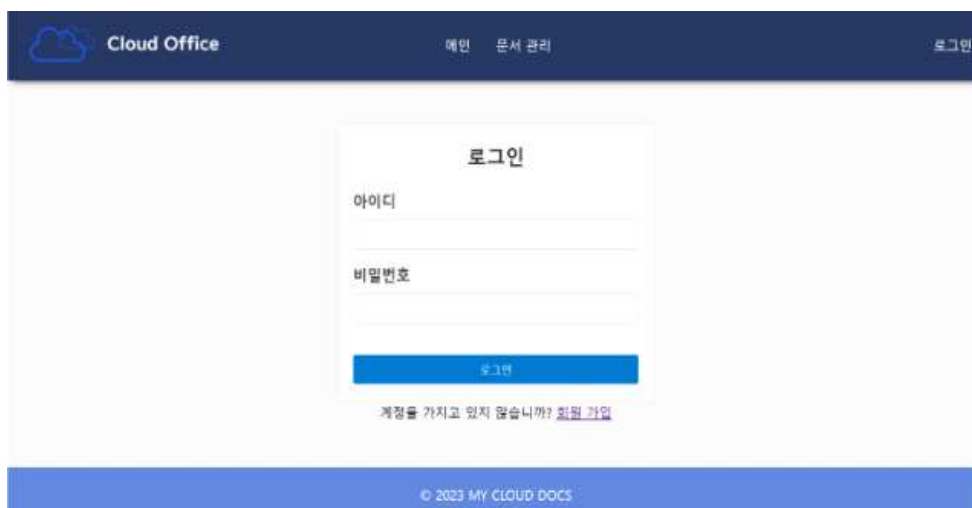 Cloud Office
메인 문서 관리
로그인
로그인
아이디
비밀번호
로그인
계정을 가지고 있지 않습니까? 회원 가입
© 2023 MY CLOUD DOCS